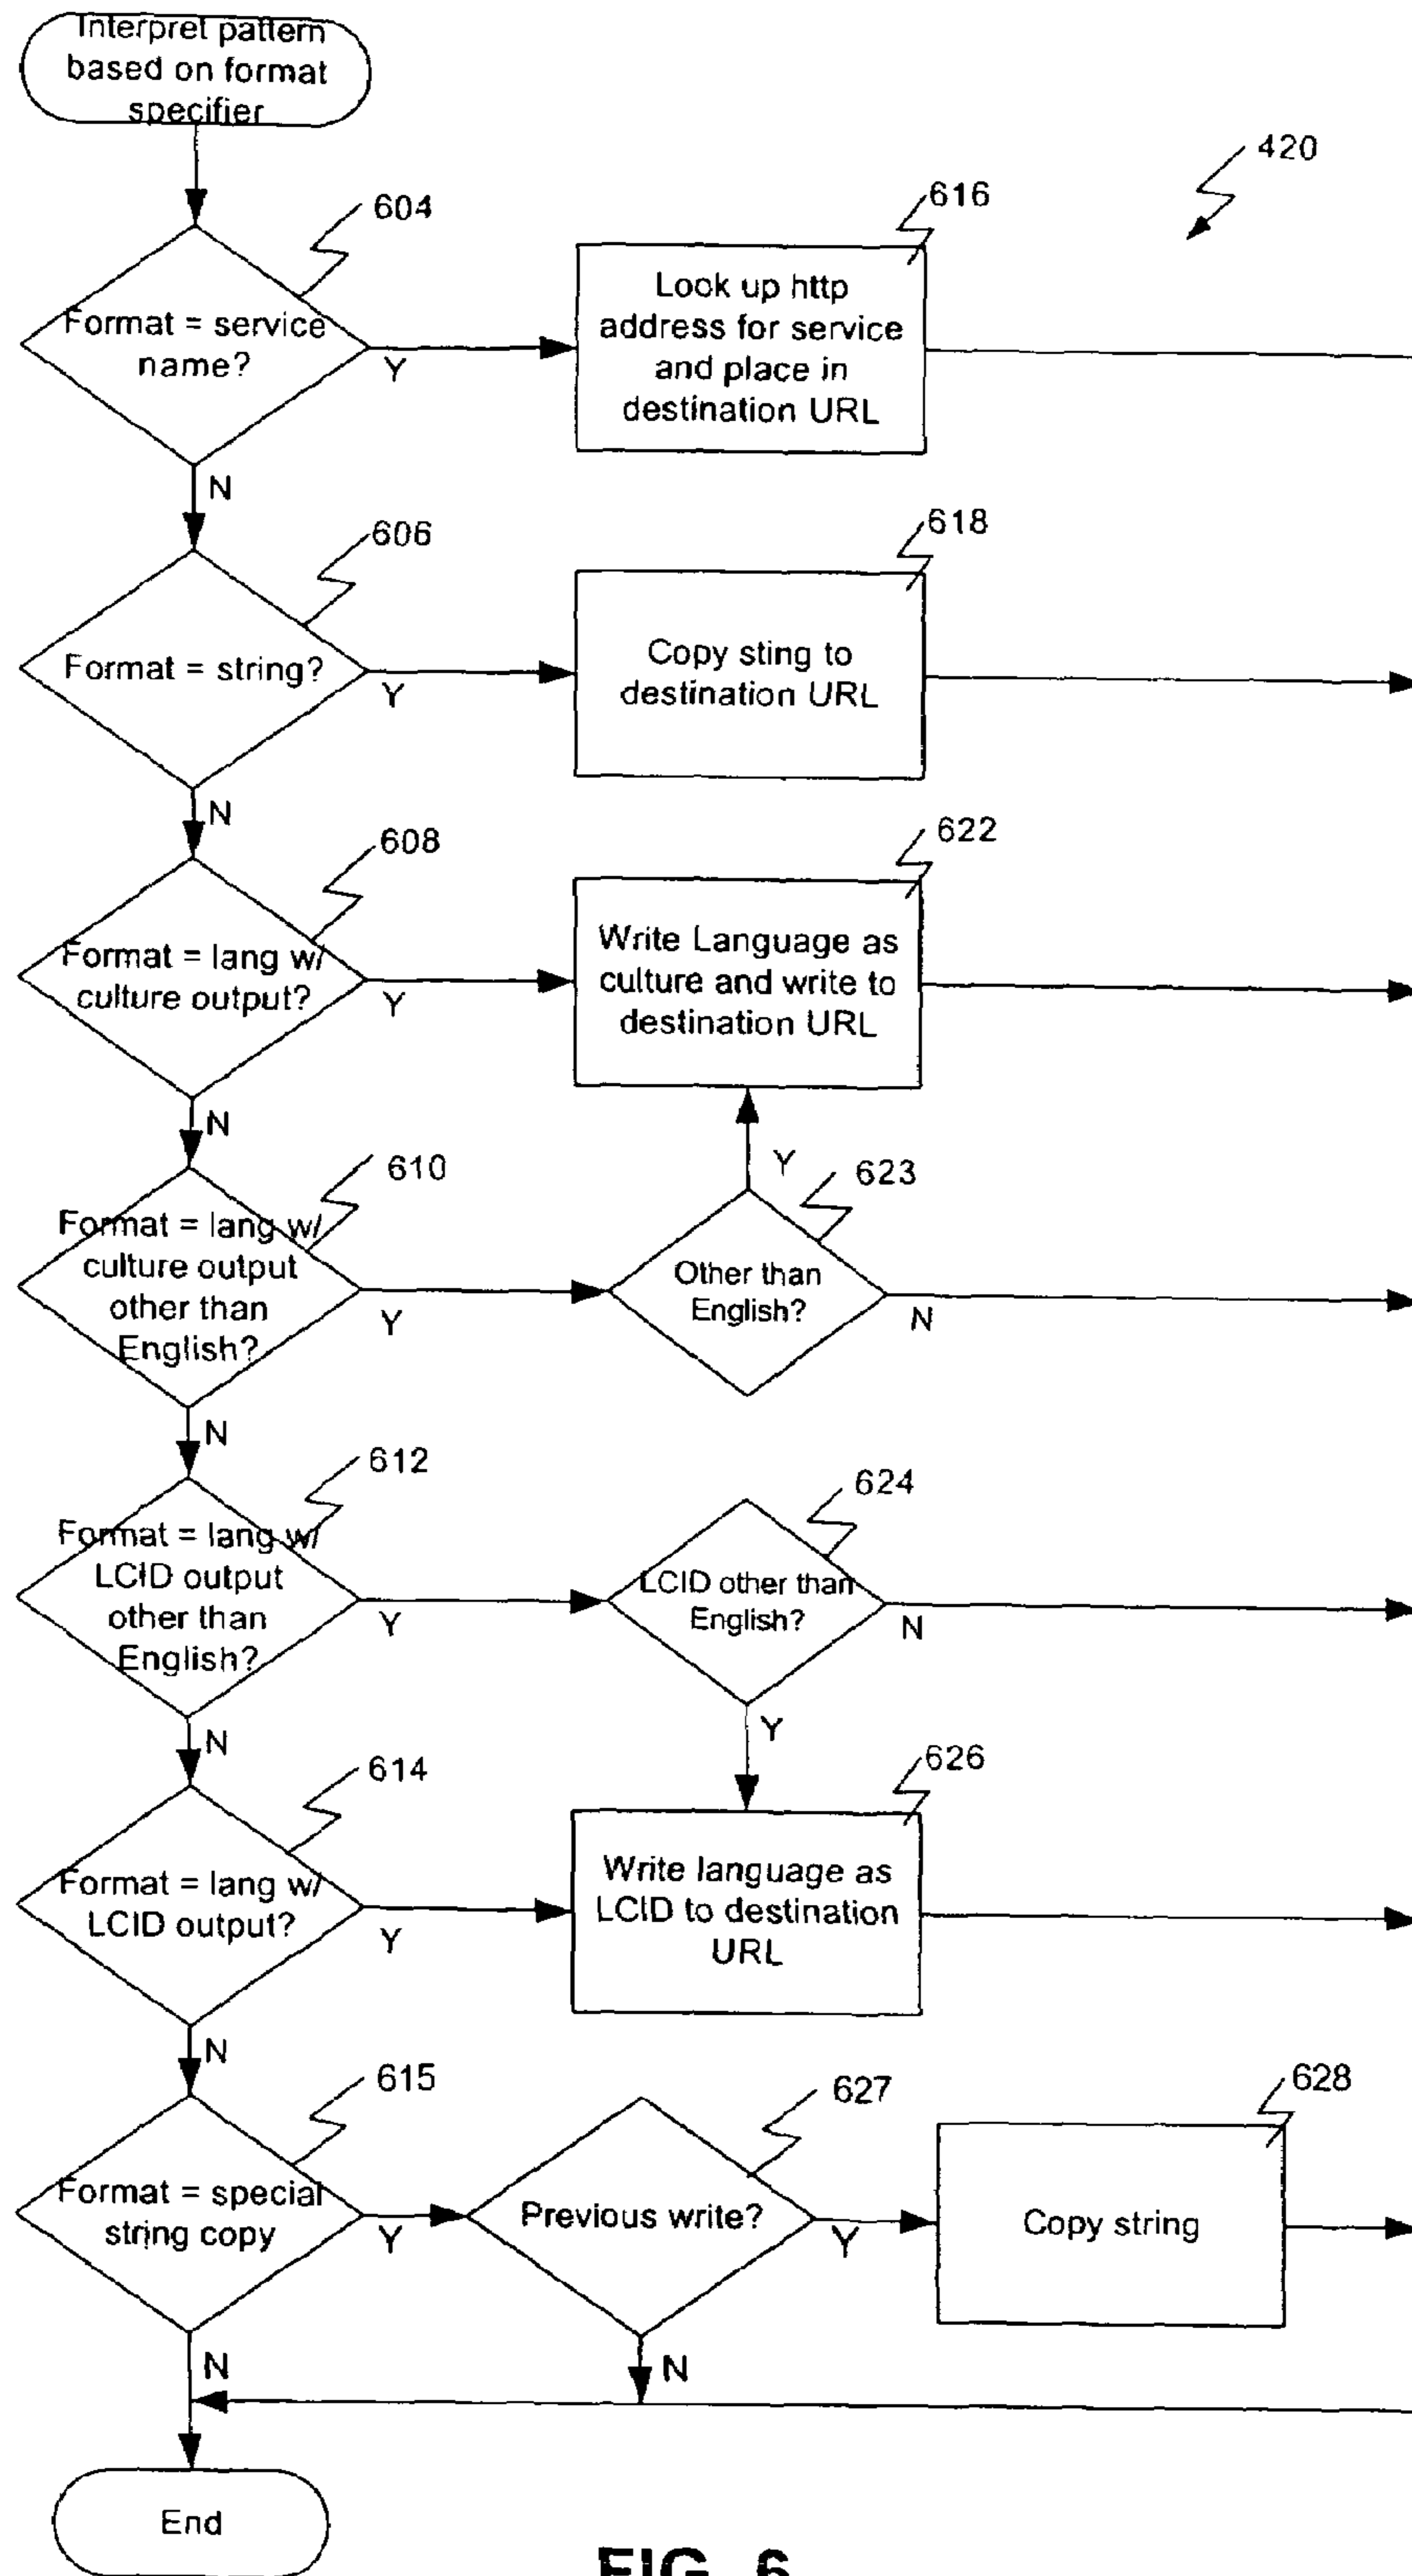 Interpret pattern
based on format
specifier
420
604
616
Format = service
name?
Y
Look up http
address for service
and place in
destination URL
N
606
618
Format = string?
Y
Copy sting to
destination URL
N
608
622
Format = lang w/
culture output?
Y
Write Language as
culture and write to
destination URL
N
610
Y
623
Format = lang w/
culture output
other than
English?
Y
Other than
English?
N
N
612
624
Format = lang w/
LCID output
other than
English?
Y
LCID other than
English?
N
N
Y
614
626
Format = lang w/
LCID output?
Y
Write language as
LCID to destination
URL
N
615
627
628
Format = special
string copy
Y
Previous write?
Y
Copy string
N
N
End
FIG. 6